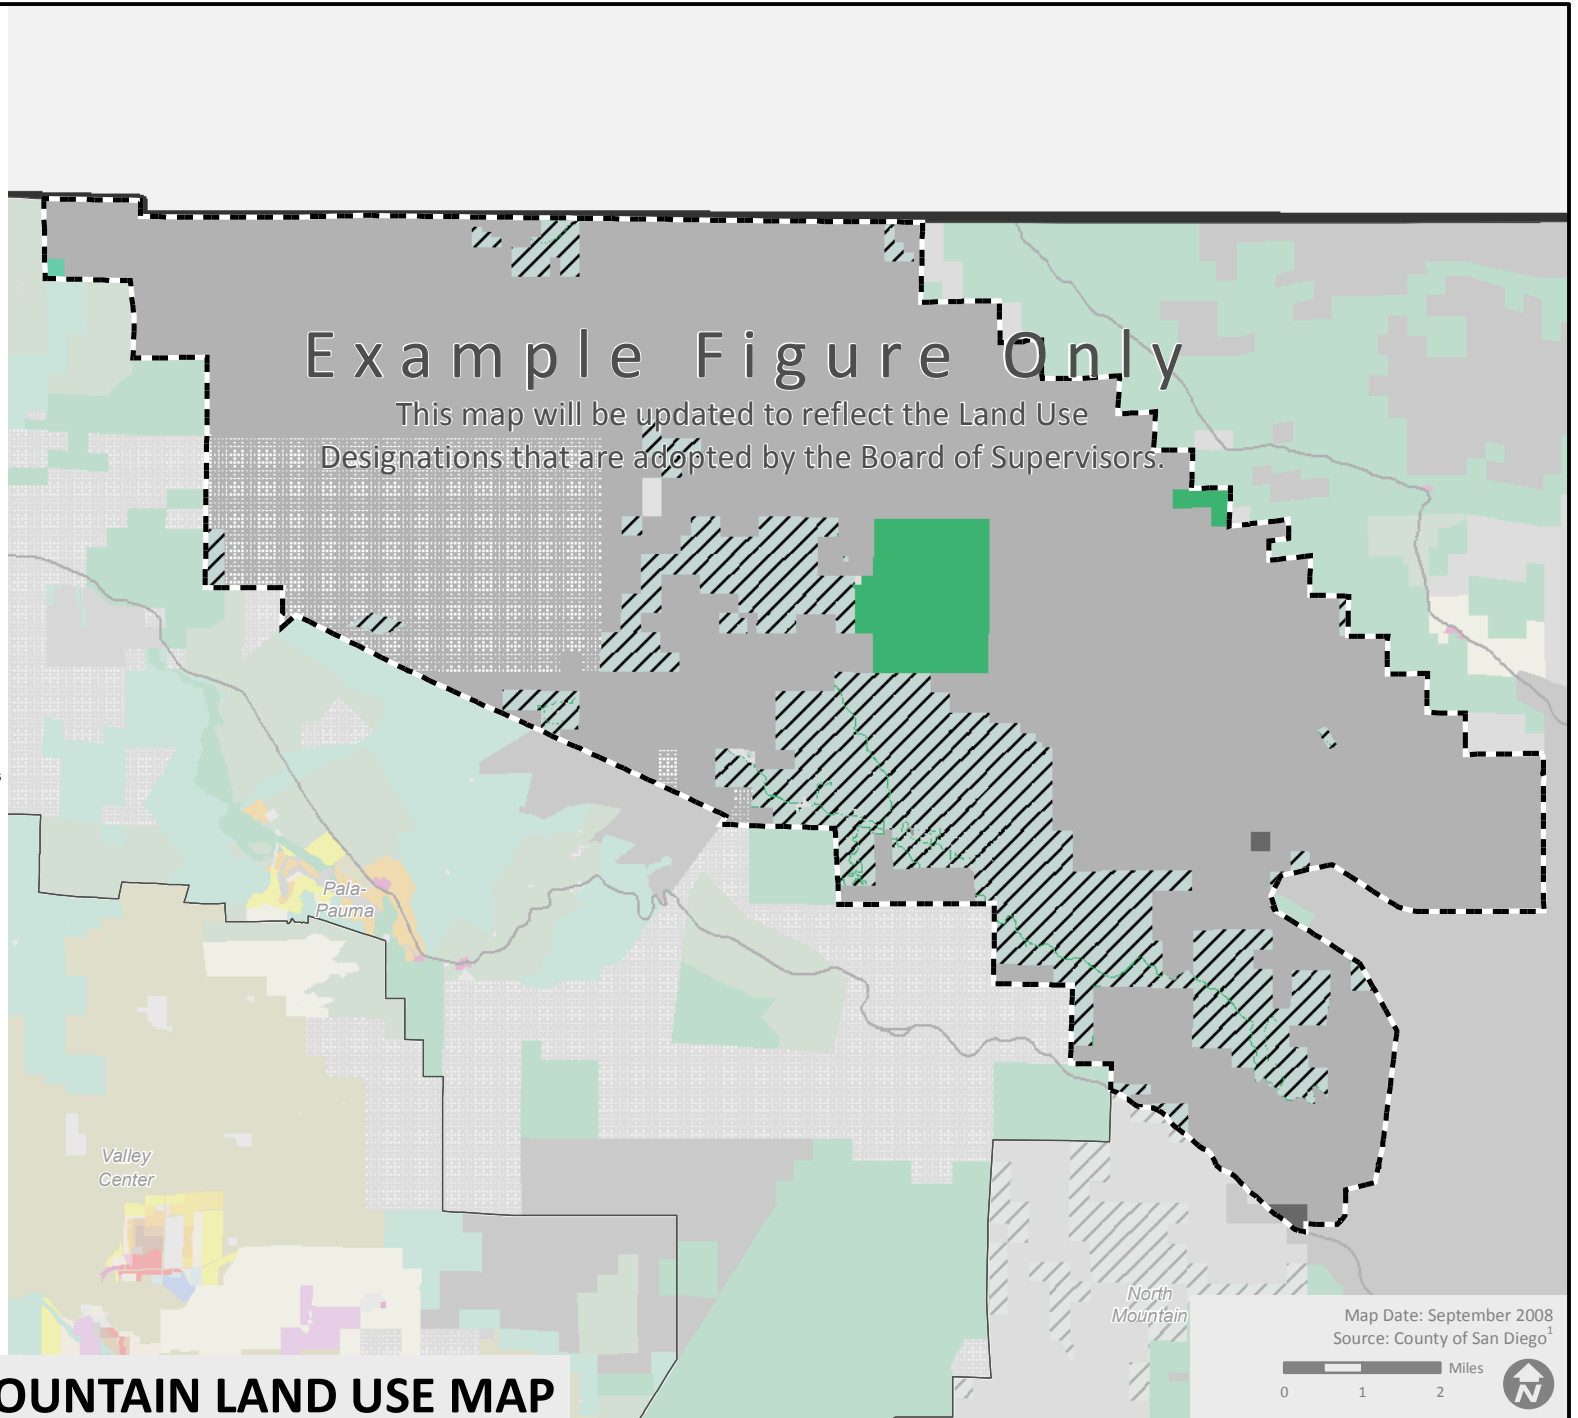 Example Figure Only
This map will be updated to reflect the Land Use
Designations that are adopted by the Board of Supervisors.
Pala-
Pauma
Valley
Center
North
Mountain
Map Date: September 2008
Source: County of San Diego1
Miles
0 1 2
N
OUNTAIN LAND USE MAP